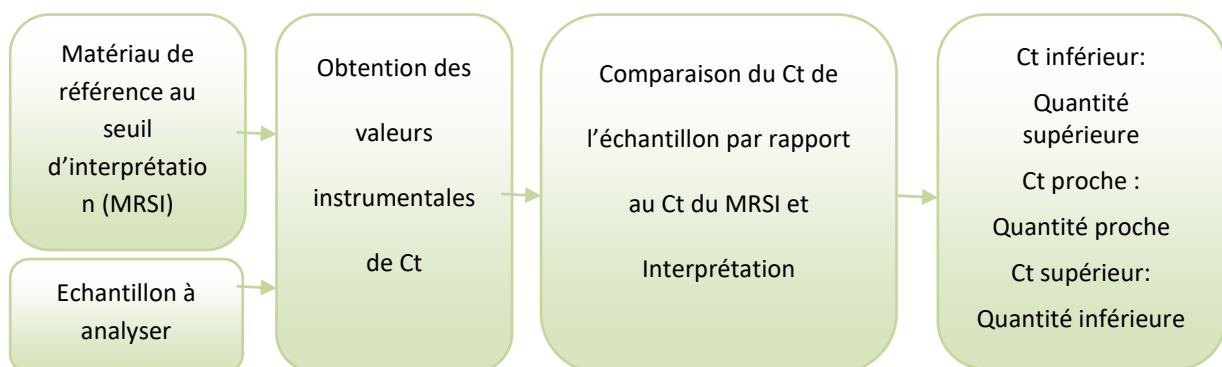 Matériau de
référence au
seuil
d’interprétatio
n (MRSI)
Echantillon à
analyser
Obtention des
valeurs
instrumentales
de Ct
Comparaison du Ct de
l’échantillon par rapport
au Ct du MRSI et
Interprétation
Ct inférieur:
Quantité
supérieure
Ct proche :
Quantité proche
Ct supérieur:
Quantité inférieure